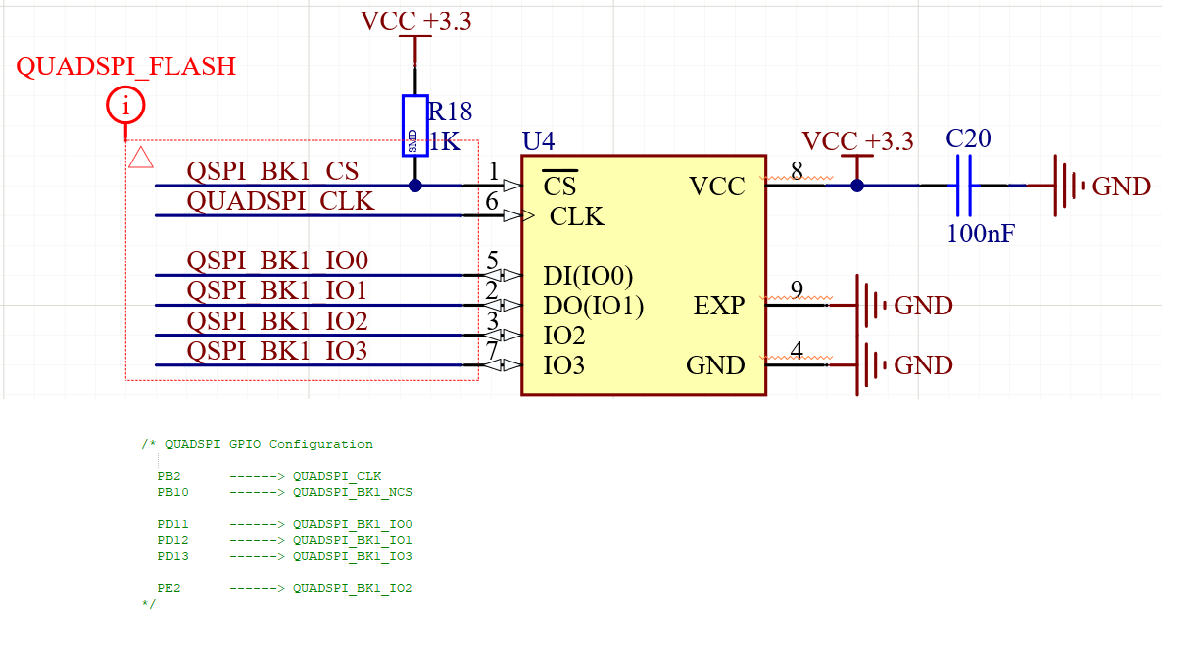 VCC +3.3
QUADSPI_FLASH
i
R18
SMD
1K
U4
VCC +3.3
C20
QSPI_BK1_CS
1
CS
VCC
8
GND
QUADSPI_CLK
6
CLK
100nF
QSPI_BK1_IO0
5
DI(IO0)
QSPI_BK1_IO1
2
DO(IO1)
EXP
9
GND
QSPI_BK1_IO2
3
IO2
QSPI_BK1_IO3
7
IO3
GND
4
GND
/* QUADSPI GPIO Configuration
PB2 ------> QUADSPI_CLK
PB10 ------> QUADSPI_BK1_NCS
PD11 ------> QUADSPI_BK1_IO0
PD12 ------> QUADSPI_BK1_IO1
PD13 ------> QUADSPI_BK1_IO3
PE2 ------> QUADSPI_BK1_IO2
*/